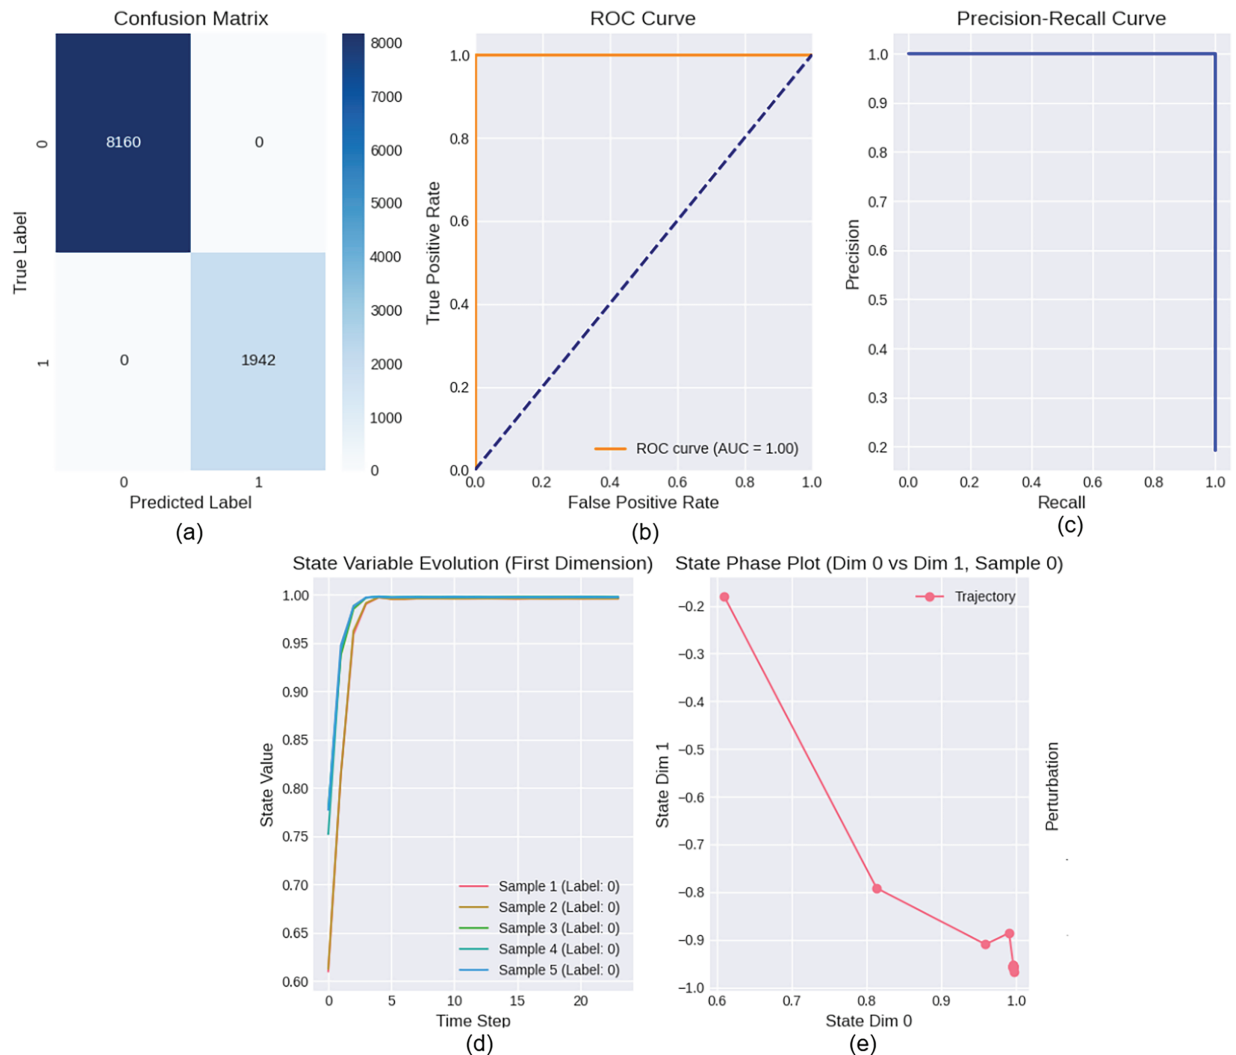 Confusion Matrix
True Label
0
1
8160
0
0
1942
0
1
Predicted Label
8000
7000
6000
5000
4000
3000
2000
1000
0
(a)
ROC Curve
True Positive Rate
1.0
0.8
0.6
0.4
0.2
0.0
ROC curve (AUC = 1.00)
0.0 0.2 0.4 0.6 0.8 1.0
False Positive Rate
(b)
Precision-Recall Curve
Precision
1.0
0.9
0.8
0.7
0.6
0.5
0.4
0.3
0.2
0.0 0.2 0.4 0.6 0.8 1.0
Recall
(c)
State Variable Evolution (First Dimension)
State Value
1.00
0.95
0.90
0.85
0.80
0.75
0.70
0.65
0.60
Sample 1 (Label: 0)
Sample 2 (Label: 0)
Sample 3 (Label: 0)
Sample 4 (Label: 0)
Sample 5 (Label: 0)
0 5 10 15 20
Time Step
(d)
State Phase Plot (Dim 0 vs Dim 1, Sample 0)
State Dim 1
Trajectory
−0.2
−0.3
−0.4
−0.5
−0.6
−0.7
−0.8
−0.9
−1.0
0.6 0.7 0.8 0.9 1.0
State Dim 0
(e)
Perturbation